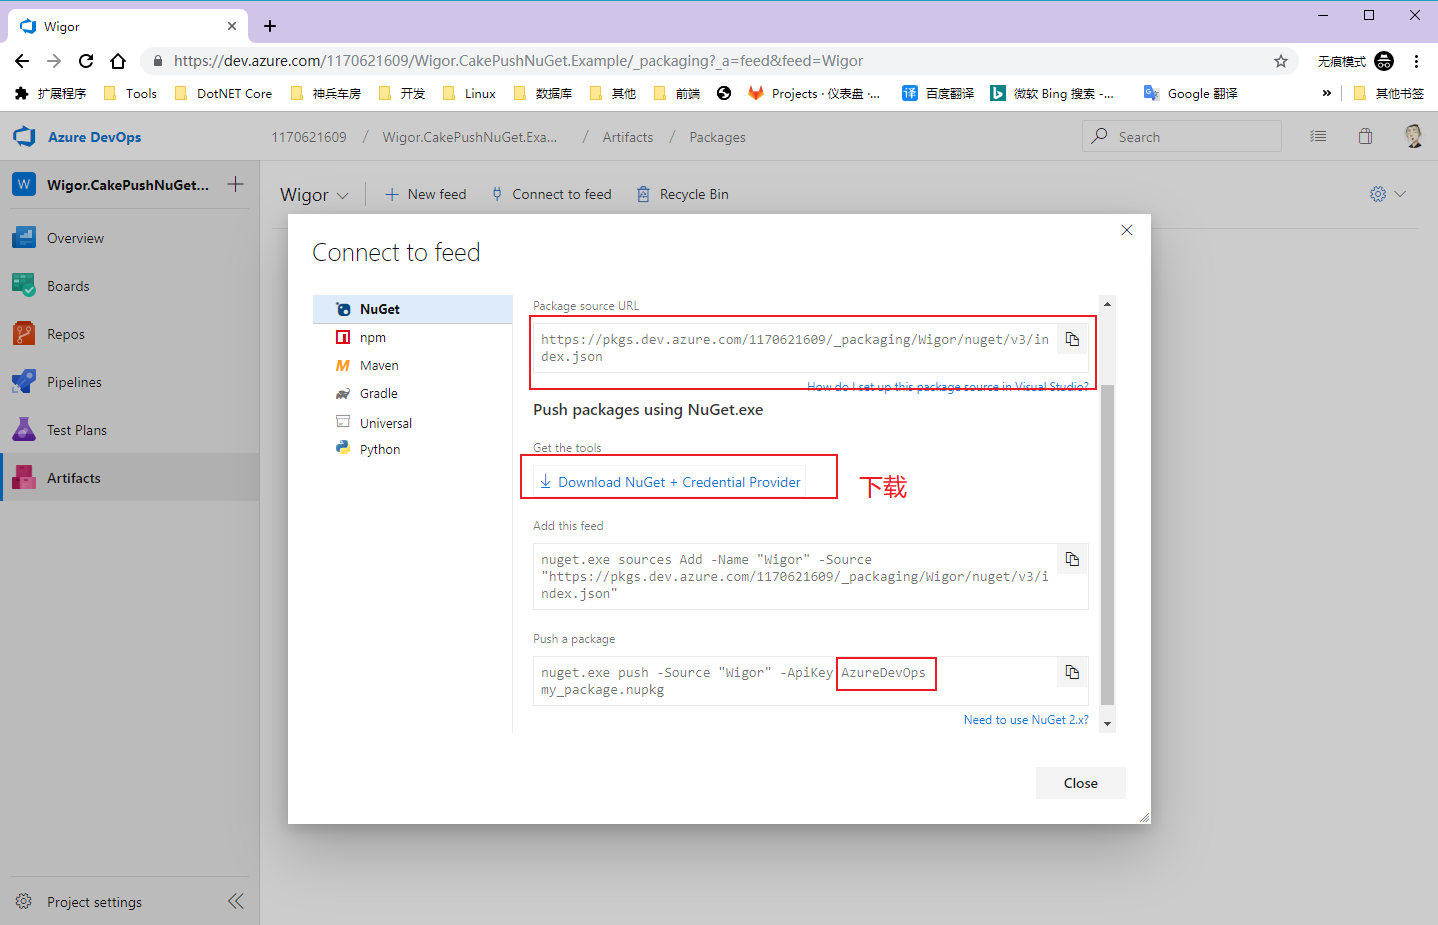 Wigor
https://dev.azure.com/1170621609/Wigor.CakePushNuGet.Example/_packaging?_a=feed&feed=Wigor
无痕模式
扩展程序
Tools
DotNET Core
神兵车房
开发
Linux
数据库
其他
前端
Projects · 仪表盘 ·...
译
百度翻译
微软 Bing 搜索 -...
Google 翻译
»
其他书签
Azure DevOps
1170621609 / Wigor.CakePushNuGet.Exa... / Artifacts / Packages
Search
W
Wigor.CakePushNuGet...
Wigor
New feed
Connect to feed
Recycle Bin
Overview
Boards
Repos
Pipelines
Test Plans
Artifacts
Project settings
Connect to feed
NuGet
npm
Maven
Gradle
Universal
Python
Package source URL
https://pkgs.dev.azure.com/1170621609/_packaging/Wigor/nuget/v3/in
dex.json
How do I set up this package source in Visual Studio?
Push packages using NuGet.exe
Get the tools
Download NuGet + Credential Provider
下载
Add this feed
nuget.exe sources Add -Name "Wigor" -Source
"https://pkgs.dev.azure.com/1170621609/_packaging/Wigor/nuget/v3/i
ndex.json"
Push a package
nuget.exe push -Source "Wigor" -ApiKey AzureDevOps
my_package.nupkg
Need to use NuGet 2.x?
Close